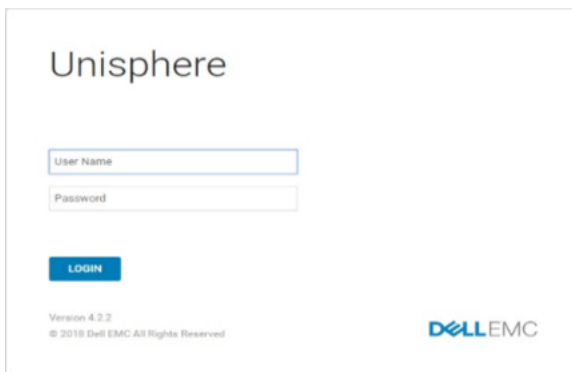 Unisphere
User Name
Password
LOGIN
Version 4.2.2
© 2018 Dell EMC All Rights Reserved
DELLEMC